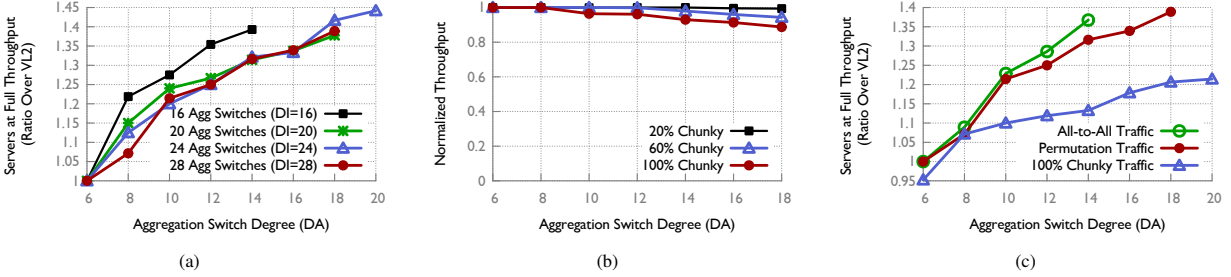 Servers at Full Throughput
(Ratio Over VL2)
1.45
1.4
1.35
1.3
1.25
1.2
1.15
1.1
1.05
1
16 Agg Switches (DI=16)
20 Agg Switches (DI=20)
24 Agg Switches (DI=24)
28 Agg Switches (DI=28)
6 8 10 12 14 16 18 20
Aggregation Switch Degree (DA)
(a)
Normalized Throughput
1
0.8
0.6
0.4
0.2
0
20% Chunky
60% Chunky
100% Chunky
6 8 10 12 14 16 18
Aggregation Switch Degree (DA)
(b)
Servers at Full Throughput
(Ratio Over VL2)
1.4
1.35
1.3
1.25
1.2
1.15
1.1
1.05
1
0.95
All-to-All Traffic
Permutation Traffic
100% Chunky Traffic
6 8 10 12 14 16 18 20
Aggregation Switch Degree (DA)
(c)